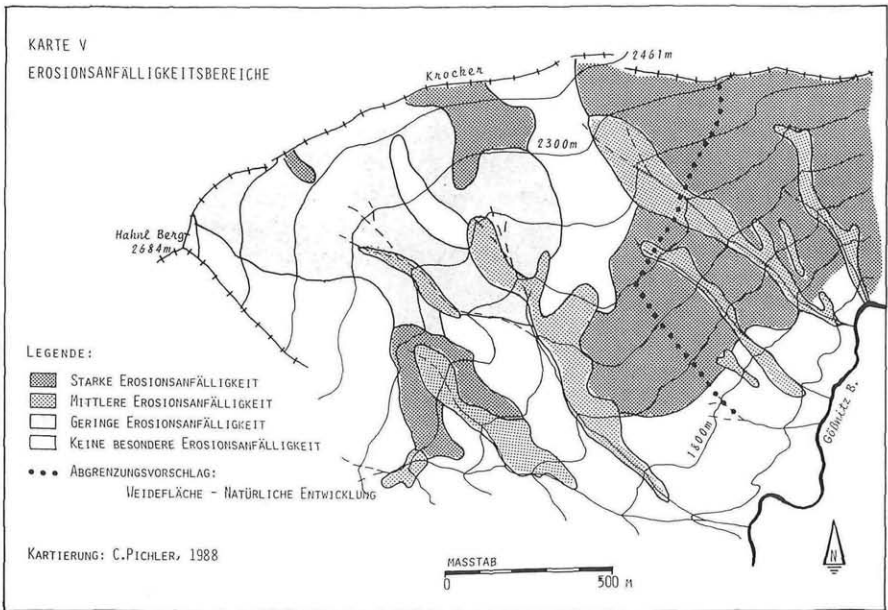 KARTE V
EROSIONSANFÄLLIGKEITSBEREICHE
Krocker
2461m
2300m
Hahnl Berg
2684m
LEGENDE:
STARKE EROSIONSANFÄLLIGKEIT
MITTLERE EROSIONSANFÄLLIGKEIT
GERINGE EROSIONSANFÄLLIGKEIT
KEINE BESONDERE EROSIONSANFÄLLIGKEIT
ABGRENZUNGSVORSCHLAG:
WEIDEFLÄCHE - NATÜRLICHE ENTWICKLUNG
1800m
Gößnitz B.
KARTIERUNG: C.PICHLER, 1988
MASSTAB
0 500 M
N